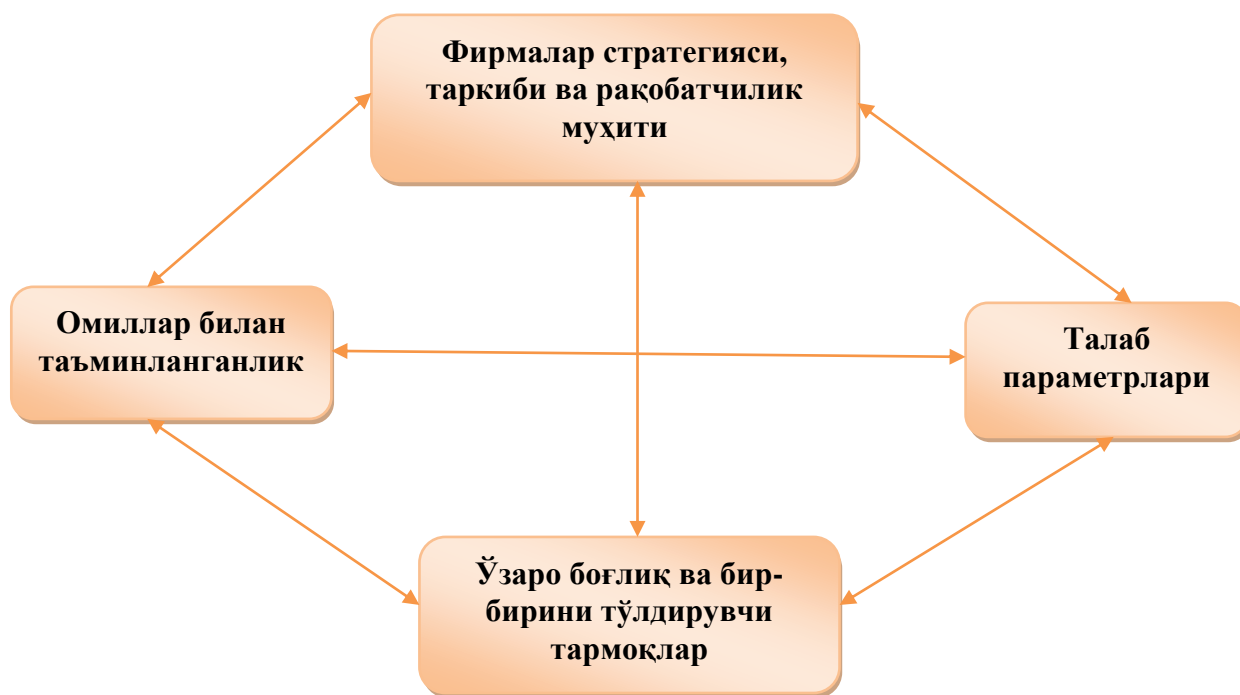 Фирмалар стратегияси,
таркиби ва рақобатчилик
муҳити
Омиллар билан
таъминланганлик
Талаб
параметрлари
Ўзаро боғлиқ ва бир-
бирини тўлдирувчи
тармоқлар